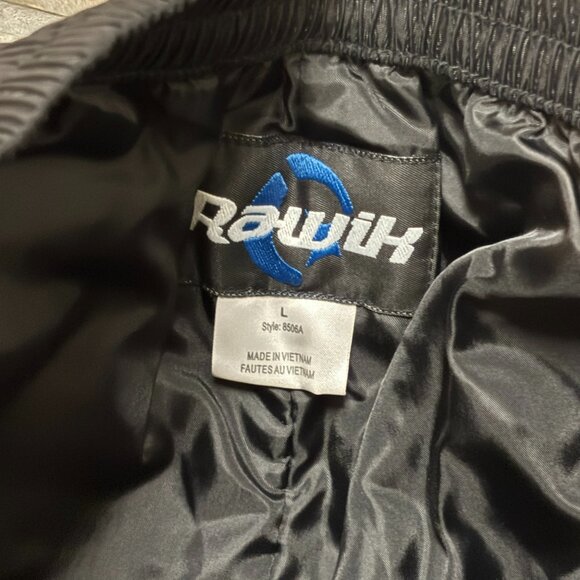 Rawik
L
Style: 8506A
MADE IN VIETNAM
FAUTES AU VIETNAM